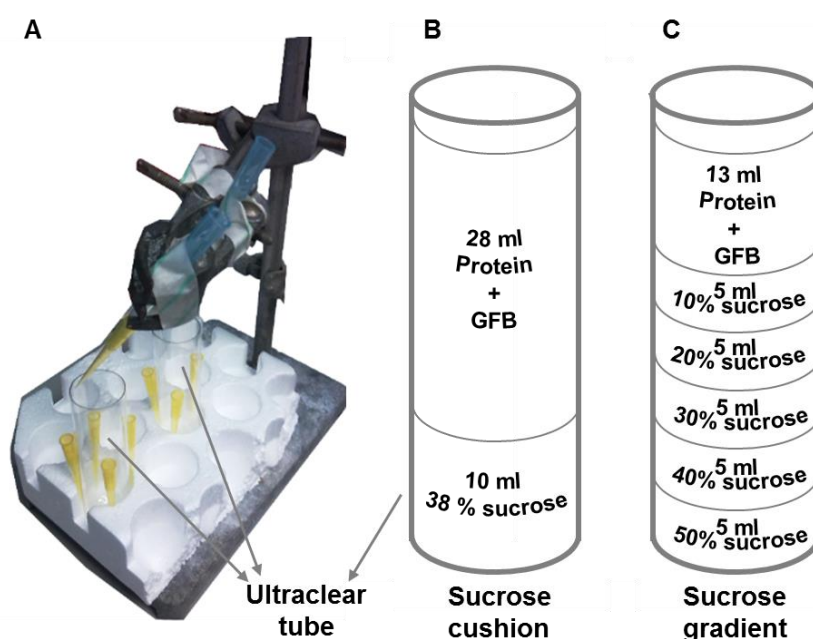 A
B
C
28 ml
Protein
+
GFB
10 ml
38 % sucrose
13 ml
Protein
+
GFB
5 ml
10% sucrose
5 ml
20% sucrose
5 ml
30% sucrose
5 ml
40% sucrose
5 ml
50% sucrose
Ultraclear
tube
Sucrose
cushion
Sucrose
gradient